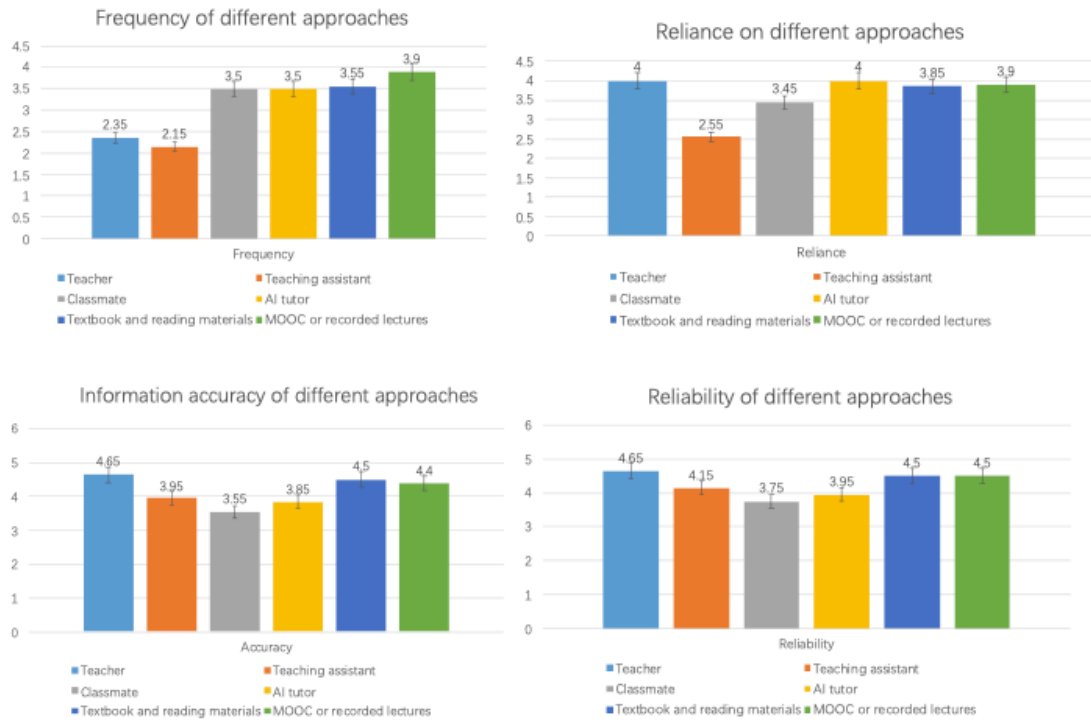 Frequency of different approaches
4.5
4
3.5
3
2.5
2
1.5
1
0.5
0
2.35
2.15
3.5
3.5
3.55
3.9
Frequency
Teacher
Teaching assistant
Classmate
AI tutor
Textbook and reading materials
MOOC or recorded lectures
Reliance on different approaches
4.5
4
3.5
3
2.5
2
1.5
1
0.5
0
4
2.55
3.45
4
3.85
3.9
Reliance
Teacher
Teaching assistant
Classmate
AI tutor
Textbook and reading materials
MOOC or recorded lectures
Information accuracy of different approaches
6
5
4
3
2
1
0
4.65
3.95
3.55
3.85
4.5
4.4
Accuracy
Teacher
Teaching assistant
Classmate
AI tutor
Textbook and reading materials
MOOC or recorded lectures
Reliability of different approaches
6
5
4
3
2
1
0
4.65
4.15
3.75
3.95
4.5
4.5
Reliability
Teacher
Teaching assistant
Classmate
AI tutor
Textbook and reading materials
MOOC or recorded lectures